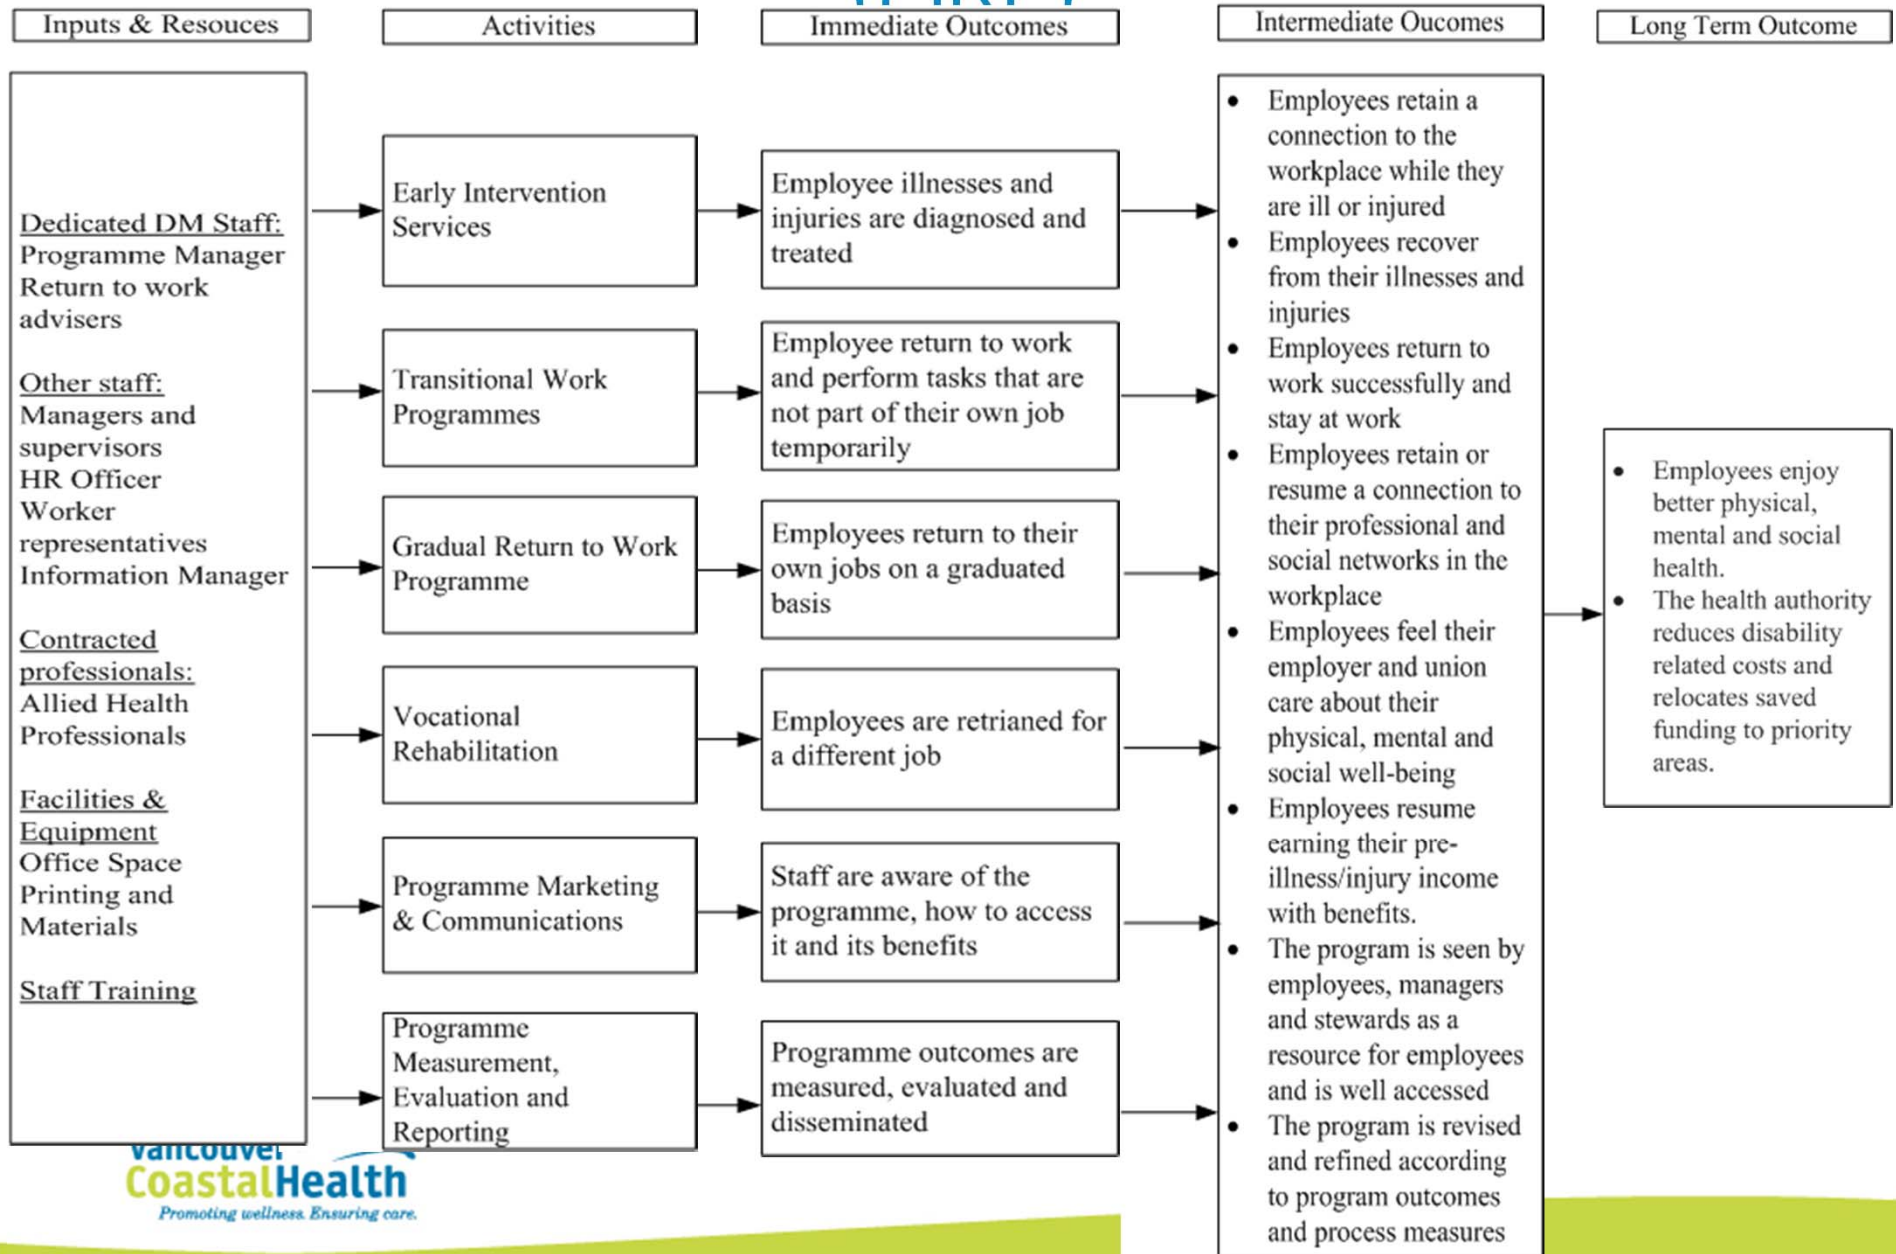 Inputs & Resouces
Activities
Immediate Outcomes
Intermediate Oucomes
Long Term Outcome
Dedicated DM Staff:
Programme Manager
Return to work
advisers
Other staff:
Managers and
supervisors
HR Officer
Worker
representatives
Information Manager
Contracted
professionals:
Allied Health
Professionals
Facilities &
Equipment
Office Space
Printing and
Materials
Staff Training
Early Intervention
Services
Transitional Work
Programmes
Gradual Return to Work
Programme
Vocational
Rehabilitation
Programme Marketing
& Communications
Programme
Measurement,
Evaluation and
Reporting
Employee illnesses and
injuries are diagnosed and
treated
Employee return to work
and perform tasks that are
not part of their own job
temporarily
Employees return to their
own jobs on a graduated
basis
Employees are retrianed for
a different job
Staff are aware of the
programme, how to access
it and its benefits
Programme outcomes are
measured, evaluated and
disseminated
• Employees retain a
connection to the
workplace while they
are ill or injured
• Employees recover
from their illnesses and
injuries
• Employees return to
work successfully and
stay at work
• Employees retain or
resume a connection to
their professional and
social networks in the
workplace
• Employees feel their
employer and union
care about their
physical, mental and
social well-being
• Employees resume
earning their pre-
illness/injury income
with benefits.
• The program is seen by
employees, managers
and stewards as a
resource for employees
and is well accessed
• The program is revised
and refined according
to program outcomes
and process measures
• Employees enjoy
better physical,
mental and social
health.
• The health authority
reduces disability
related costs and
relocates saved
funding to priority
areas.
Vancouver
CoastalHealth
Promoting wellness. Ensuring care.